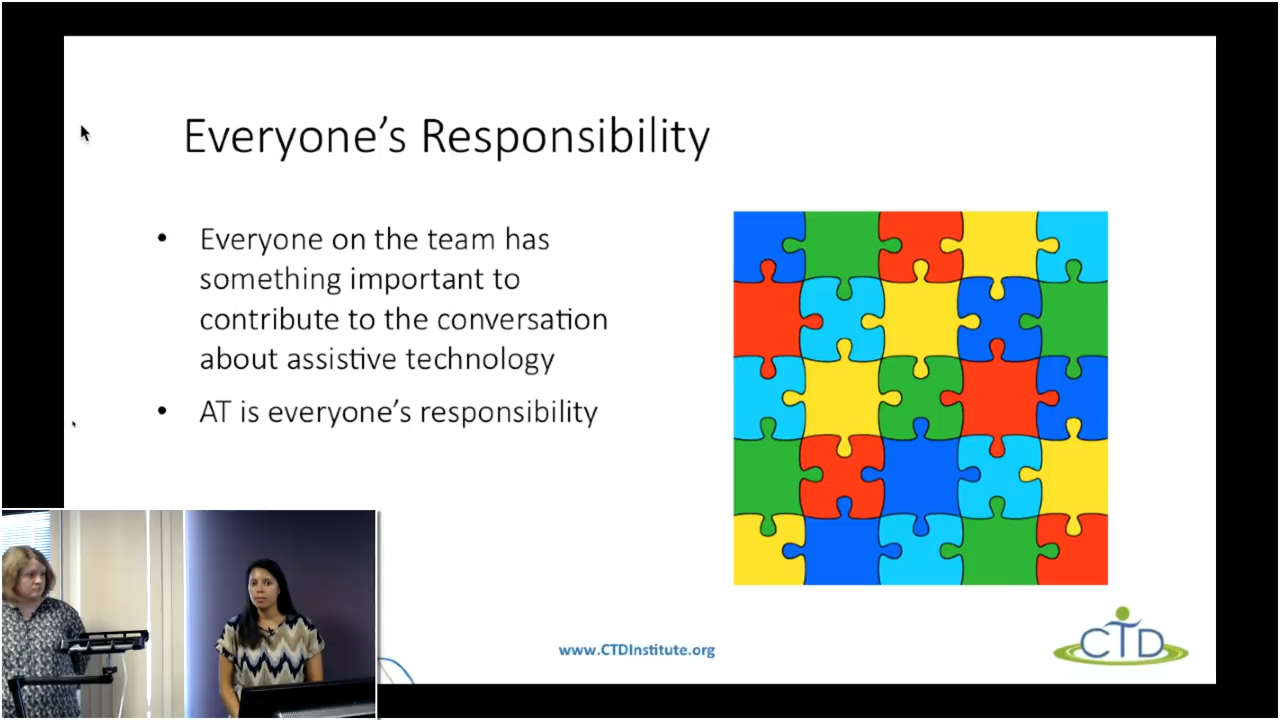 Everyone’s Responsibility
• Everyone on the team has
something important to
contribute to the conversation
about assistive technology
• AT is everyone’s responsibility
www.CTDInstitute.org
CTD